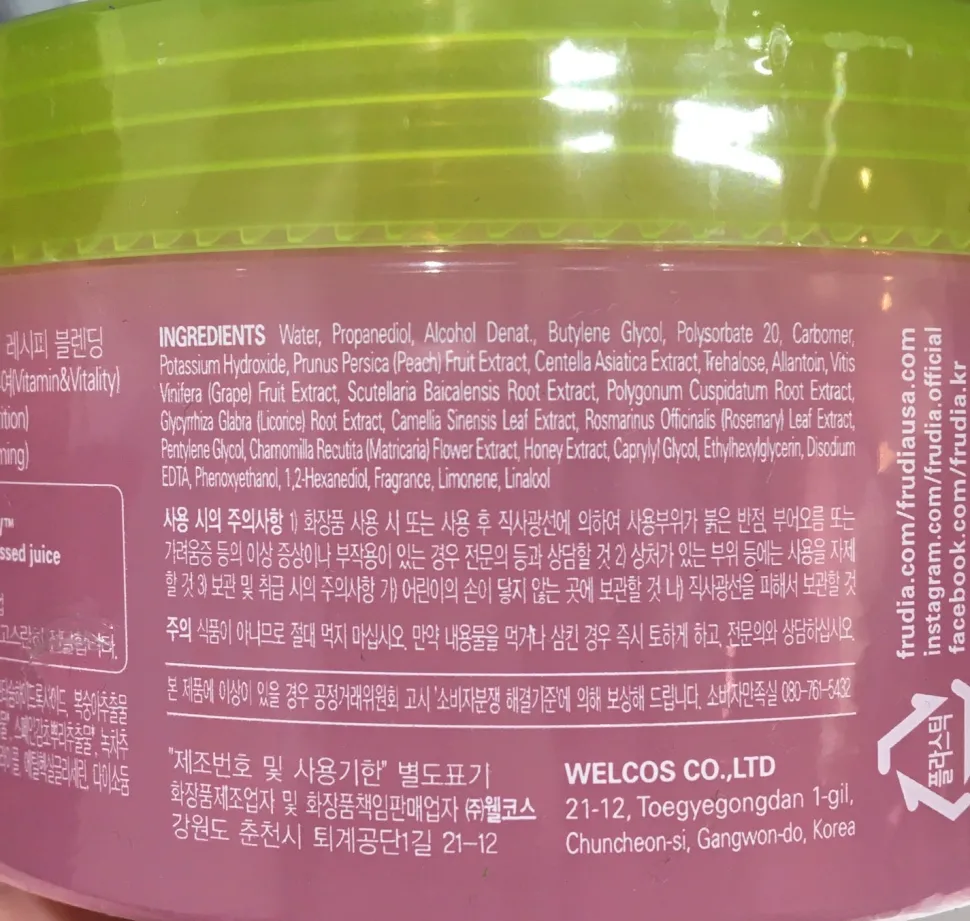 레시피 블렌딩
(Vitamin&Vitality)
ition)
ming)
y™
ssed juice
복숭아추출물
녹차추
다이소듐
INGREDIENTS Water, Propanediol, Alcohol Denat., Butylene Glycol, Polysorbate 20, Carbomer,
Potassium Hydroxide, Prunus Persica (Peach) Fruit Extract, Centella Asiatica Extract, Trehalose, Allantoin, Vitis
Vinifera (Grape) Fruit Extract, Scutellaria Baicalensis Root Extract, Polygonum Cuspidatum Root Extract,
Glycyrrhiza Glabra (Licorice) Root Extract, Camellia Sinensis Leaf Extract, Rosmarinus Officinalis (Rosemary) Leaf Extract,
Pentylene Glycol, Chamomilla Recutita (Matricaria) Flower Extract, Honey Extract, Caprylyl Glycol, Ethylhexylglycerin, Disodium
EDTA, Phenoxyethanol, 1,2-Hexanediol, Fragrance, Limonene, Linalool
사용 시의 주의사항 1) 화장품 사용 시 또는 사용 후 직사광선에 의하여 사용부위가 붉은 반점, 부어오름 또는
가려움증 등의 이상 증상이나 부작용이 있는 경우 전문의 등과 상담할 것 2) 상처가 있는 부위 등에는 사용을 자제
할 것 3) 보관 및 취급 시의 주의사항 가) 어린이의 손이 닿지 않는 곳에 보관할 것 나) 직사광선을 피해서 보관할 것
주의 식품이 아니므로 절대 먹지 마십시오. 만약 내용물을 먹거나 삼킨 경우 즉시 토하게 하고, 전문의와 상담하십시오.
본 제품에 이상이 있을 경우 공정거래위원회 고시 '소비자분쟁 해결기준'에 의해 보상해 드립니다. 소비자만족실 080-761-5432
"제조번호 및 사용기한" 별도표기
화장품제조업자 및 화장품책임판매업자 ㈜웰코스
강원도 춘천시 퇴계공단1길 21-12
WELCOS CO.,LTD
21-12, Toegyegongdan 1-gil,
Chuncheon-si, Gangwon-do, Korea
frudia.com/frudiausa.com
instagram.com/frudia.official
facebook.com/frudia.kr
플라스틱